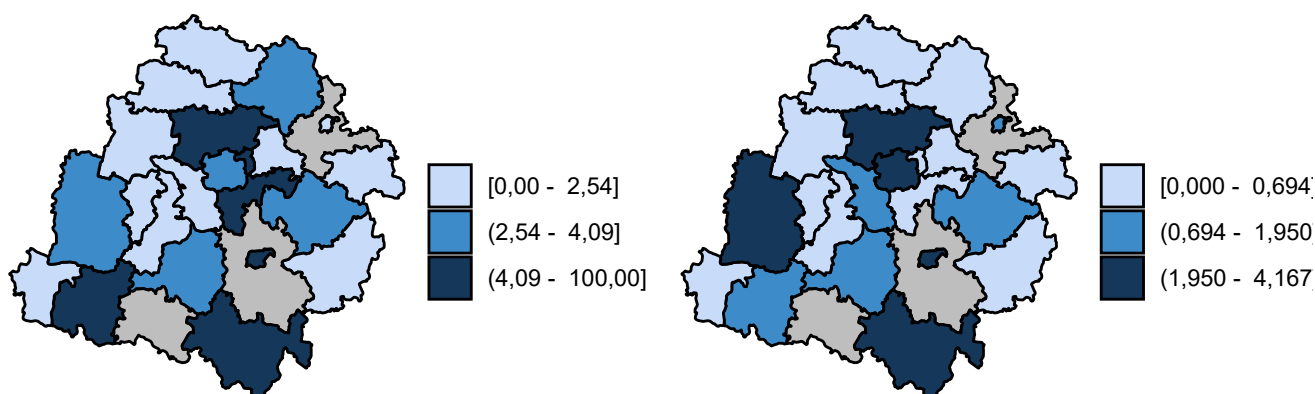 [0,00 - 2,54]
(2,54 - 4,09]
(4,09 - 100,00]
[0,000 - 0,694]
(0,694 - 1,950]
(1,950 - 4,167]